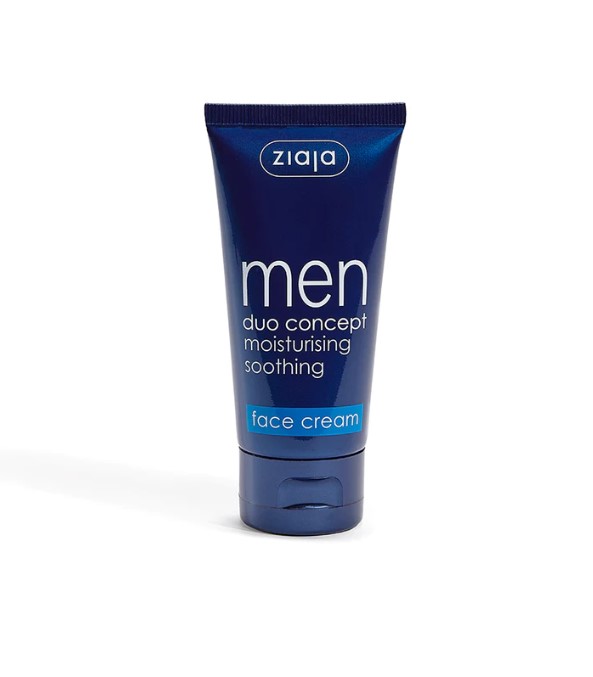 ziaja
men
duo concept
moisturising
soothing
face cream